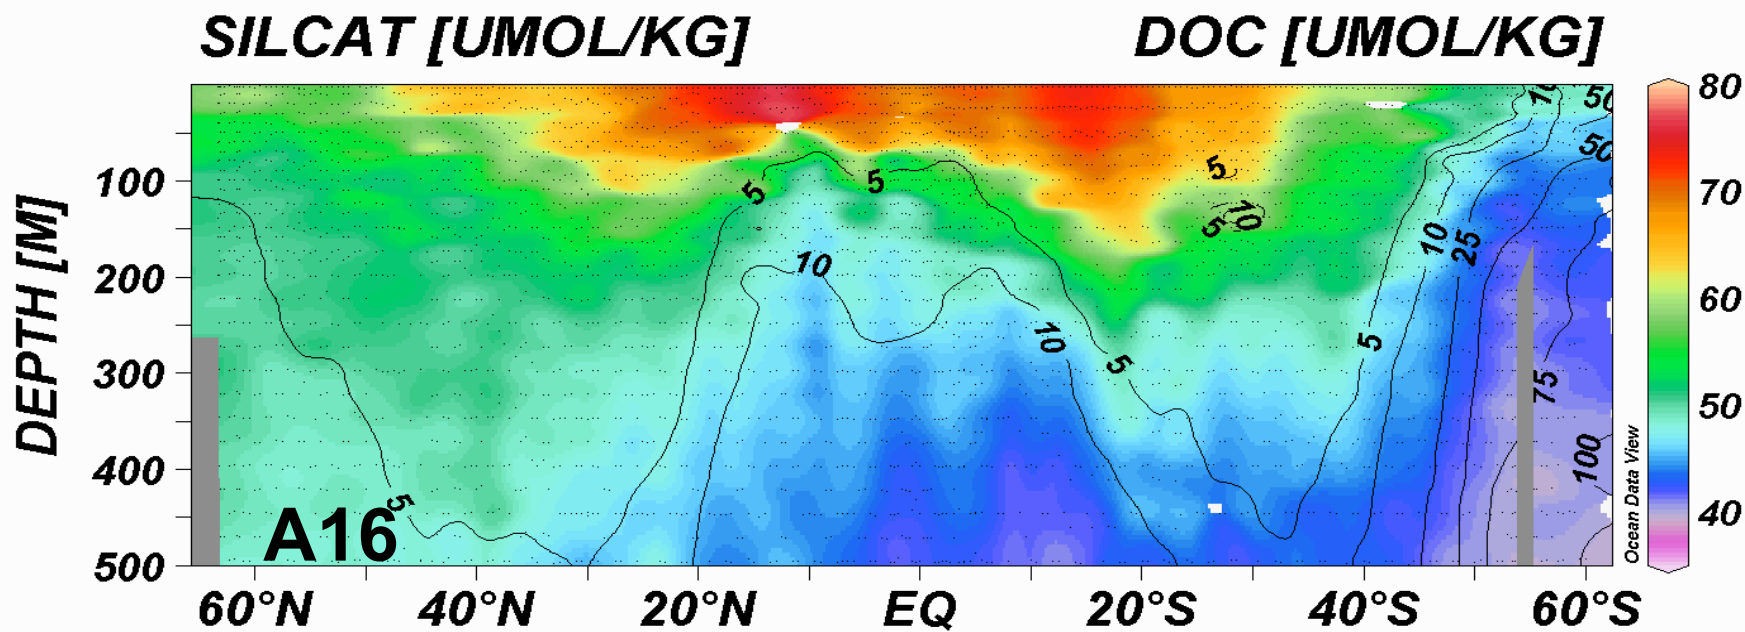 SILCAT [UMOL/KG] DOC [UMOL/KG]
10 50 80
50
DEPTH [M]
100 5 5 5 70
5 10
10 25
200 10 60
10 5 5
300 75
50
400 100
5
A16 40
Ocean Data View
500
60°N 40°N 20°N EQ 20°S 40°S 60°S